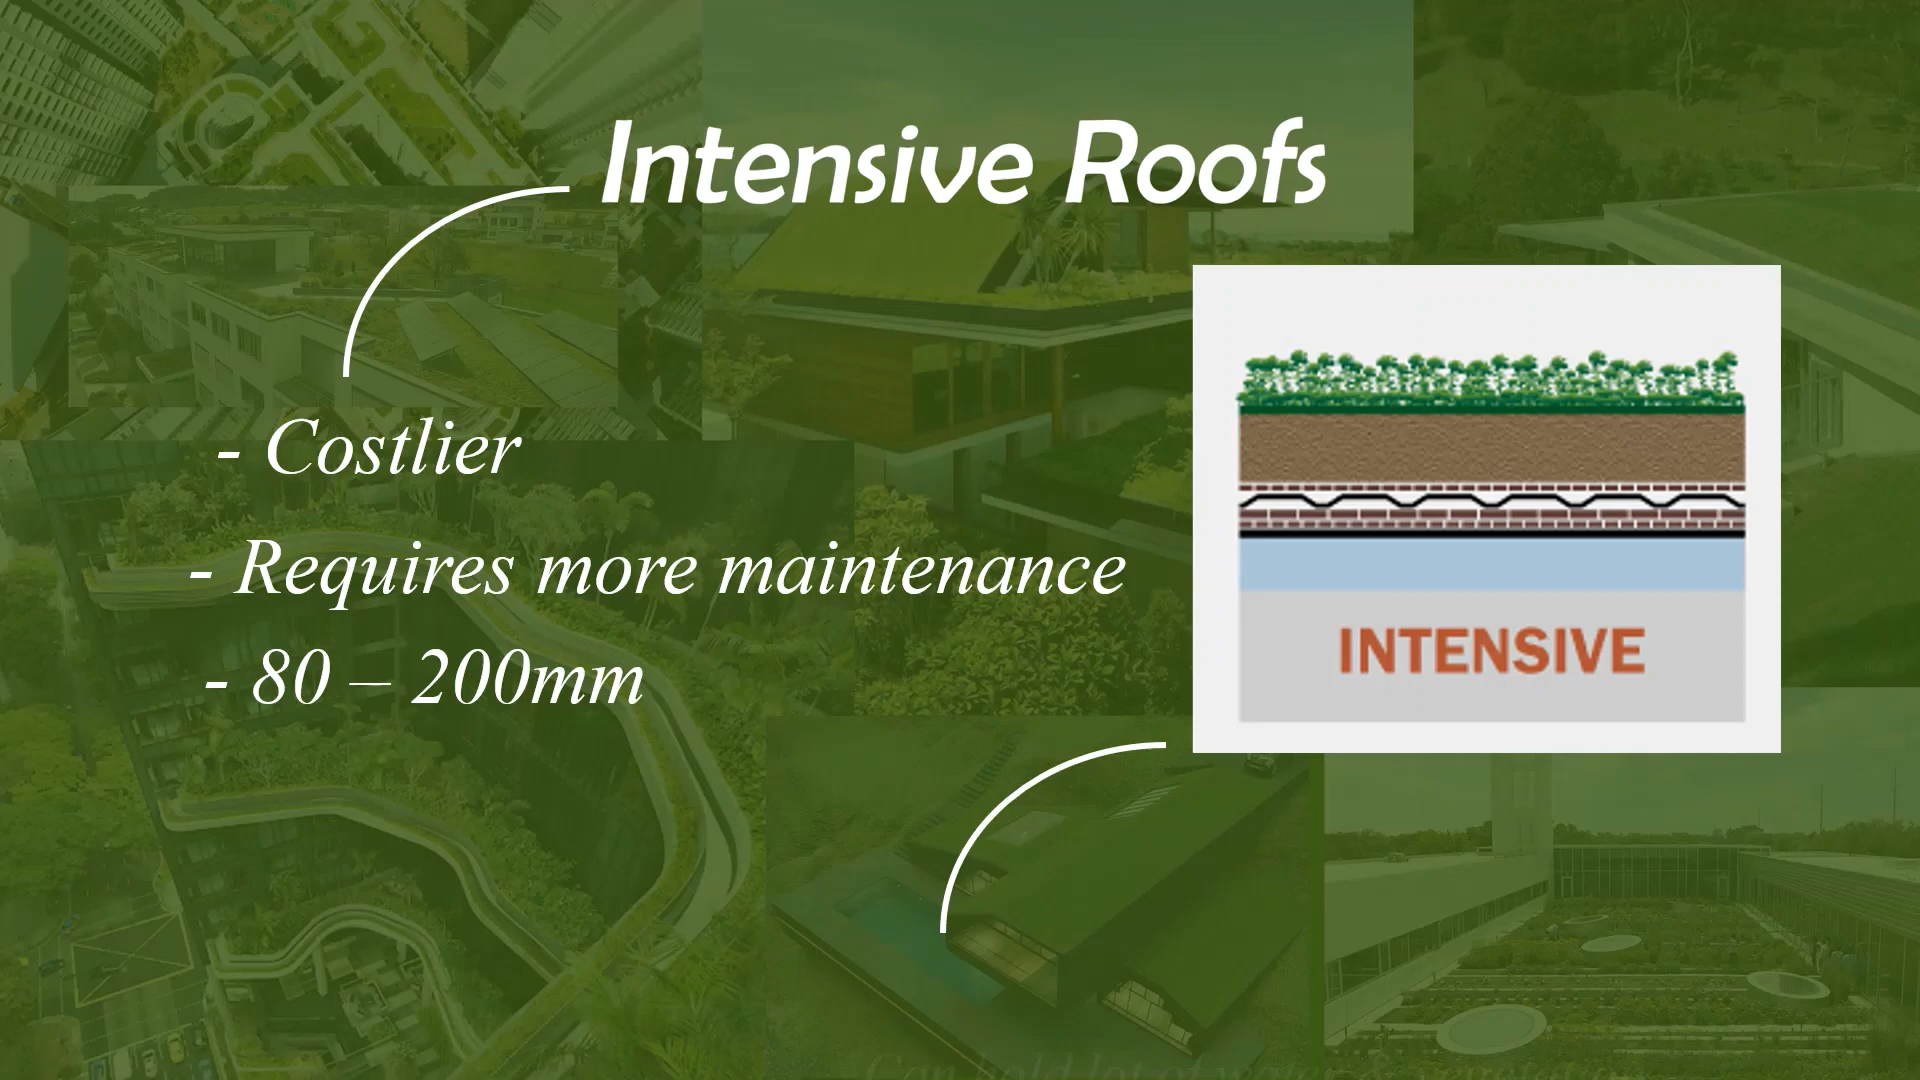 Intensive Roofs
- Costlier
- Requires more maintenance
- 80 – 200mm
INTENSIVE